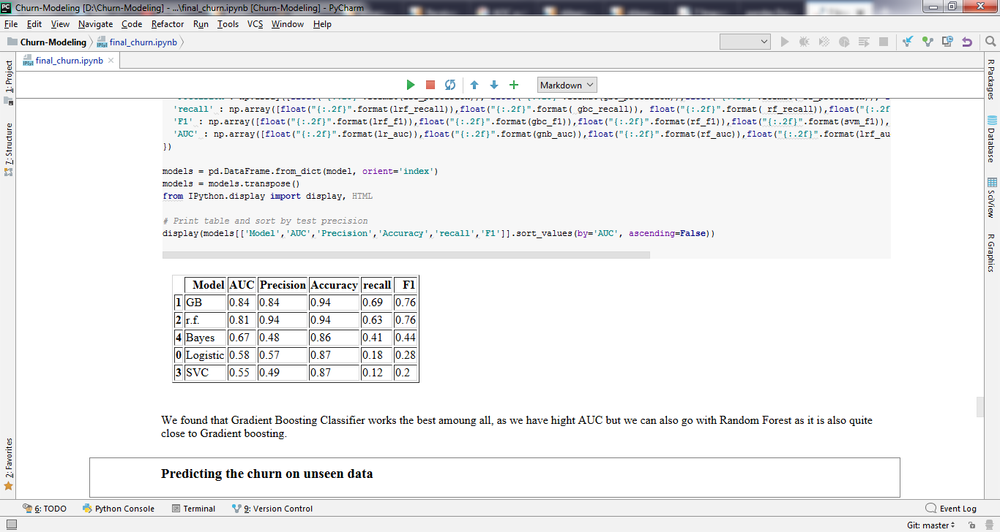 PC Churn-Modeling [D:\Churn-Modeling] - ...\final_churn.ipynb [Churn-Modeling] - PyCharm
File Edit View Navigate Code Refactor Run Tools VCS Window Help
Churn-Modeling final_churn.ipynb
final_churn.ipynb
1: Project
7: Structure
2: Favorites
Markdown
'recall' : np.array([float("{:.2f}".format(lrf_recall)),float("{:.2f}".format( gbc_recall)), float("{:.2f}".format( rf_recall)),float("{:.2f
'F1' : np.array([float("{:.2f}".format(lrf_f1)),float("{:.2f}".format(gbc_f1)),float("{:.2f}".format(rf_f1)),float("{:.2f}".format(svm_f1)),
'AUC' : np.array([float("{:.2f}".format(lr_auc)),float("{:.2f}".format(gnb_auc)),float("{:.2f}".format(rf_auc)),float("{:.2f}".format(lrf_au
})
models = pd.DataFrame.from_dict(model, orient='index')
models = models.transpose()
from IPython.display import display, HTML
# Print table and sort by test precision
display(models[['Model','AUC','Precision','Accuracy','recall','F1']].sort_values(by='AUC', ascending=False))
Model AUC Precision Accuracy recall F1
1 GB 0.84 0.84 0.94 0.69 0.76
2 r.f. 0.81 0.94 0.94 0.63 0.76
4 Bayes 0.67 0.48 0.86 0.41 0.44
0 Logistic 0.58 0.57 0.87 0.18 0.28
3 SVC 0.55 0.49 0.87 0.12 0.2
We found that Gradient Boosting Classifier works the best amoung all, as we have hight AUC but we can also go with Random Forest as it is also quite
close to Gradient boosting.
Predicting the churn on unseen data
R Packages
Database
SciView
R Graphics
6: TODO Python Console Terminal 9: Version Control Event Log
Git: master